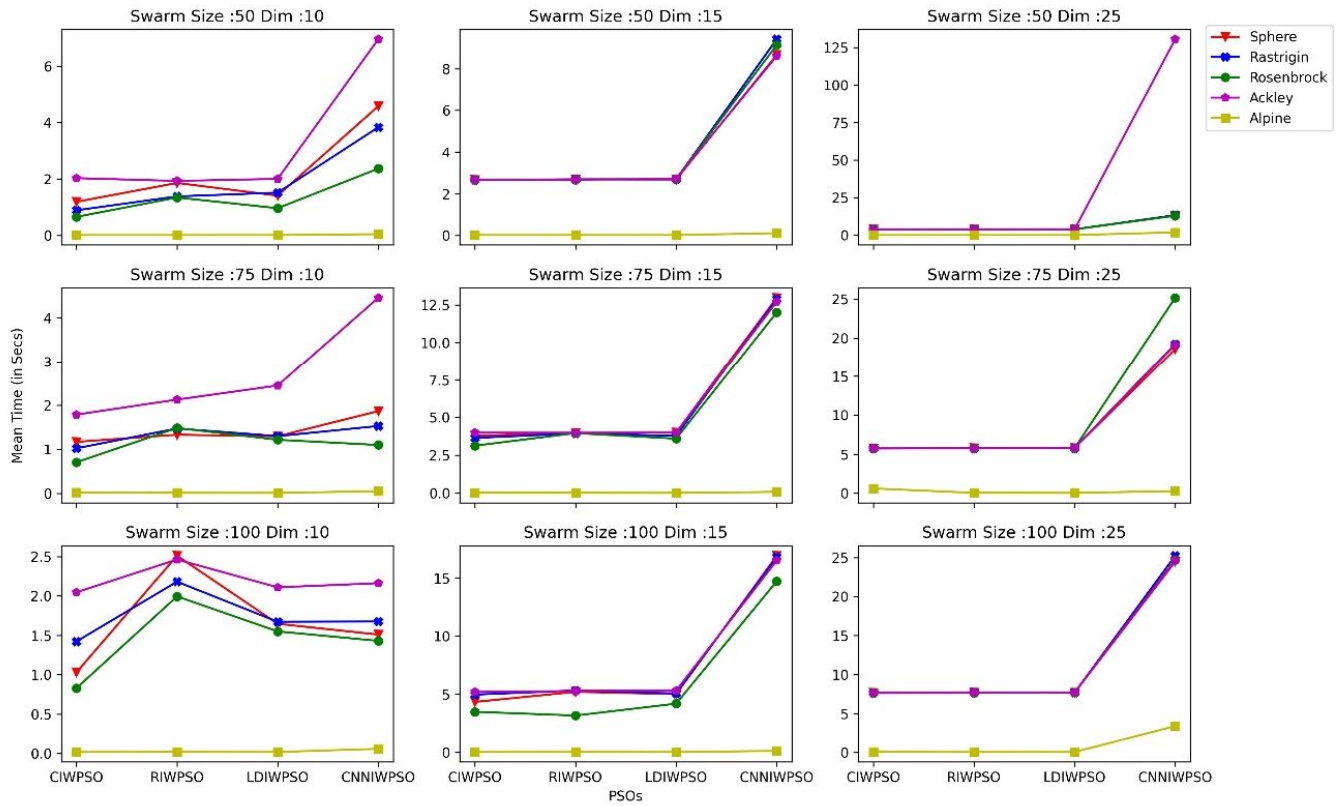 Swarm Size :50 Dim :10
Swarm Size :50 Dim :15
Swarm Size :50 Dim :25
6
4
2
0
8
6
4
2
0
125
100
75
50
25
0
Sphere
Rastrigin
Rosenbrock
Ackley
Alpine
Swarm Size :75 Dim :10
Swarm Size :75 Dim :15
Swarm Size :75 Dim :25
Mean Time (in Secs)
4
3
2
1
0
12.5
10.0
7.5
5.0
2.5
0.0
25
20
15
10
5
0
Swarm Size :100 Dim :10
Swarm Size :100 Dim :15
Swarm Size :100 Dim :25
2.5
2.0
1.5
1.0
0.5
0.0
15
10
5
0
25
20
15
10
5
0
CIWPSO RIWPSO LDIWPSO CNNIWPSO
CIWPSO RIWPSO LDIWPSO CNNIWPSO
CIWPSO RIWPSO LDIWPSO CNNIWPSO
PSOs